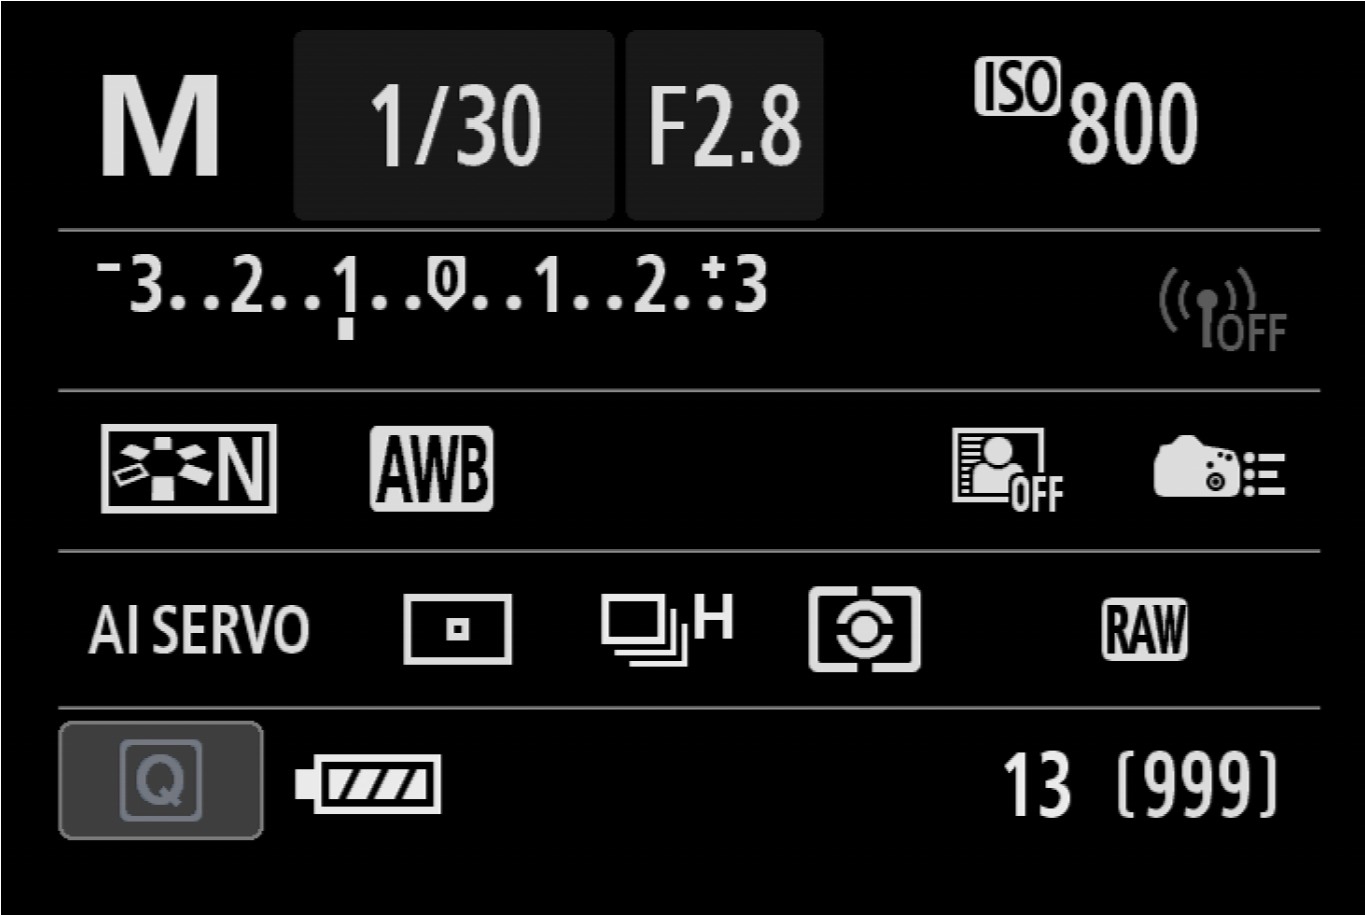 M 1/30 F2.8 ISO 800
-3..2..1..0..1..2..+3 OFF
N AWB OFF
AI SERVO H RAW
Q 13 [999]